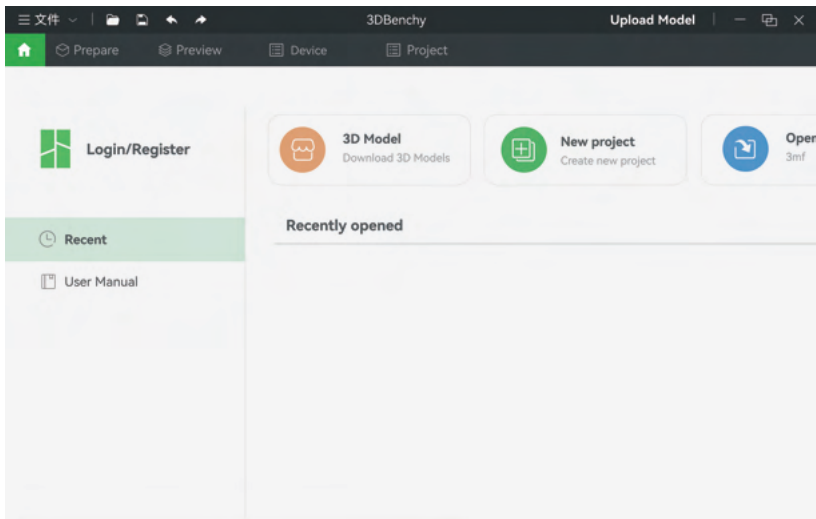 文件
3DBenchy
Upload Model
Prepare
Preview
Device
Project
Login/Register
3D Model
Download 3D Models
New project
Create new project
Open
3mf
Recent
User Manual
Recently opened